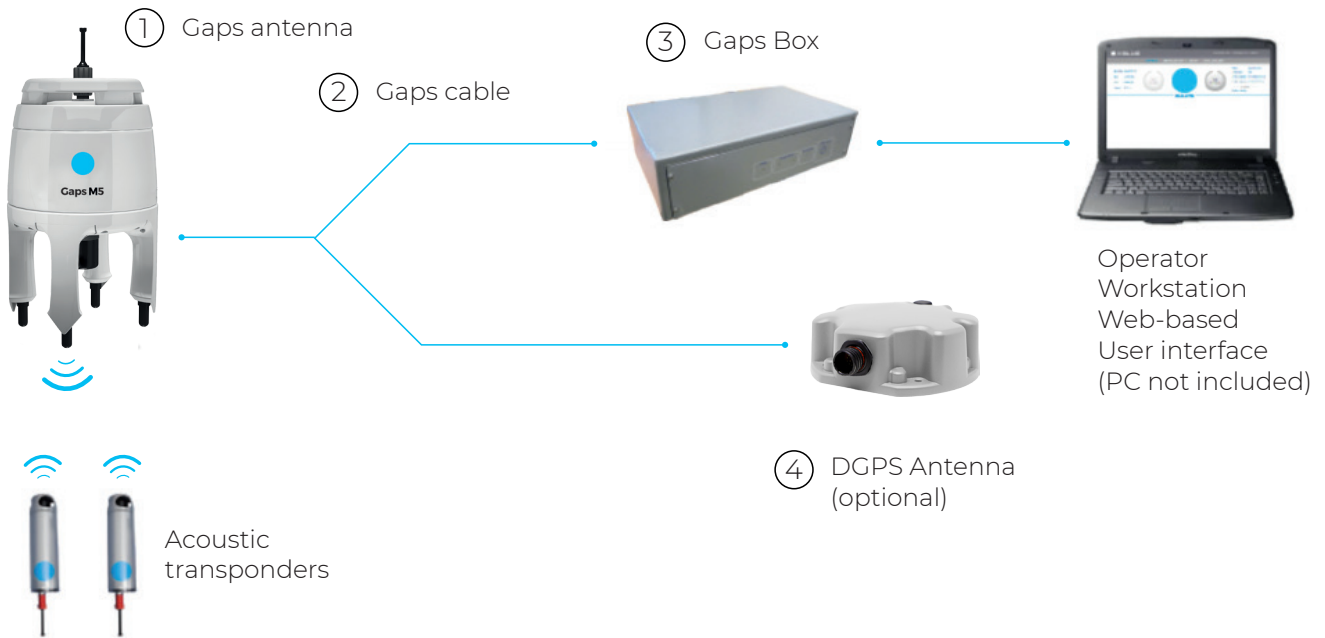 1 Gaps antenna
2 Gaps cable
3 Gaps Box
Gaps M5
Operator
Workstation
Web-based
User interface
(PC not included)
4 DGPS Antenna
(optional)
Acoustic
transponders